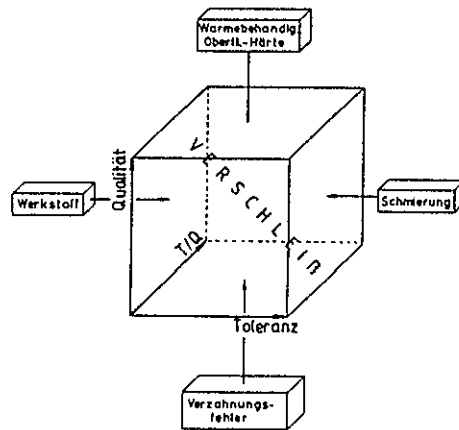 Wärmebehandlg.
Oberfl.-Härte
Qualität
VERSCHLEIß
Werkstoff
Schmierung
T/Q
Toleranz
Verzahnungs-
fehler